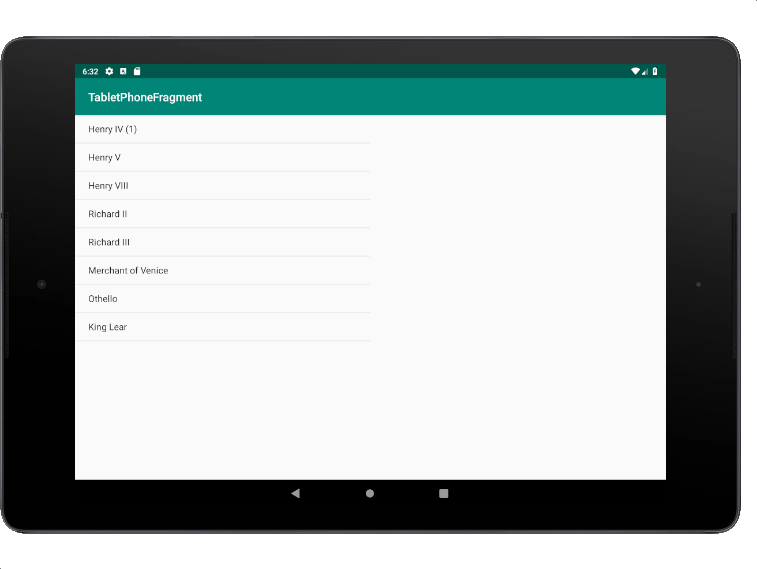 6:32
TabletPhoneFragment
Henry IV (1)
Henry V
Henry VIII
Richard II
Richard III
Merchant of Venice
Othello
King Lear